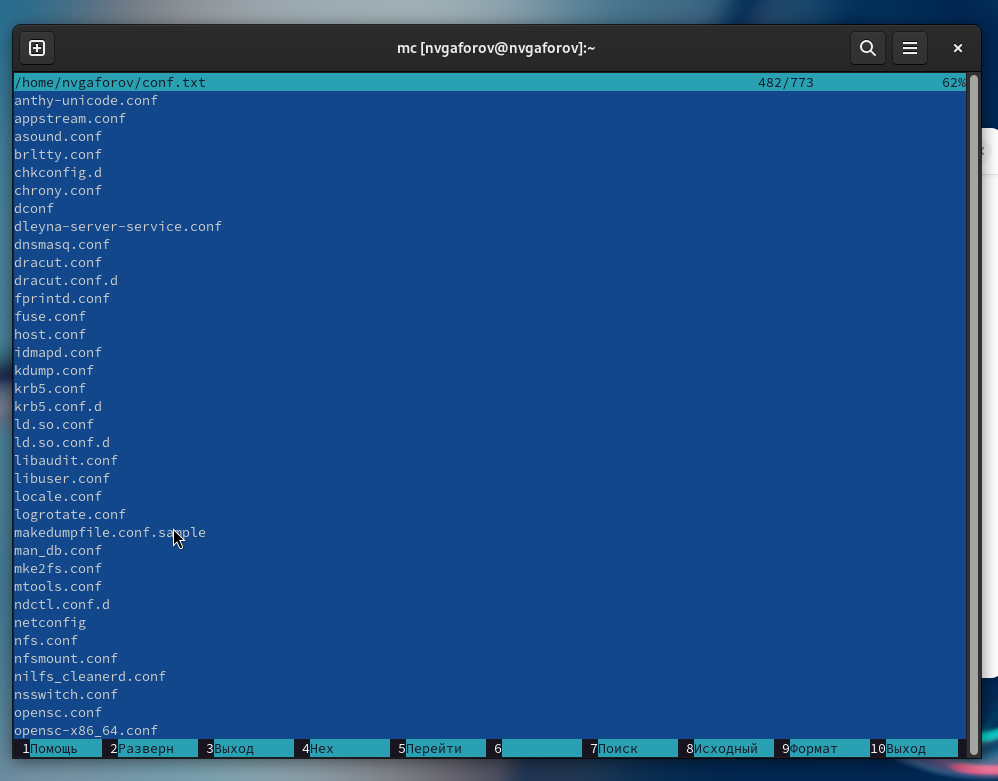 mc [nvgaforov@nvgaforov]:~
/home/nvgaforov/conf.txt 482/773 62%
anthy-unicode.conf
appstream.conf
asound.conf
brltty.conf
chkconfig.d
chrony.conf
dconf
dleyna-server-service.conf
dnsmasq.conf
dracut.conf
dracut.conf.d
fprintd.conf
fuse.conf
host.conf
idmapd.conf
kdump.conf
krb5.conf
krb5.conf.d
ld.so.conf
ld.so.conf.d
libaudit.conf
libuser.conf
locale.conf
logrotate.conf
makedumpfile.conf.sample
man_db.conf
mke2fs.conf
mtools.conf
ndctl.conf.d
netconfig
nfs.conf
nfsmount.conf
nilfs_cleanerd.conf
nsswitch.conf
opensc.conf
opensc-x86_64.conf
1Помощь 2Разверн 3Выход 4Hex 5Перейти 6 7Поиск 8Исходный 9Формат 10Выход